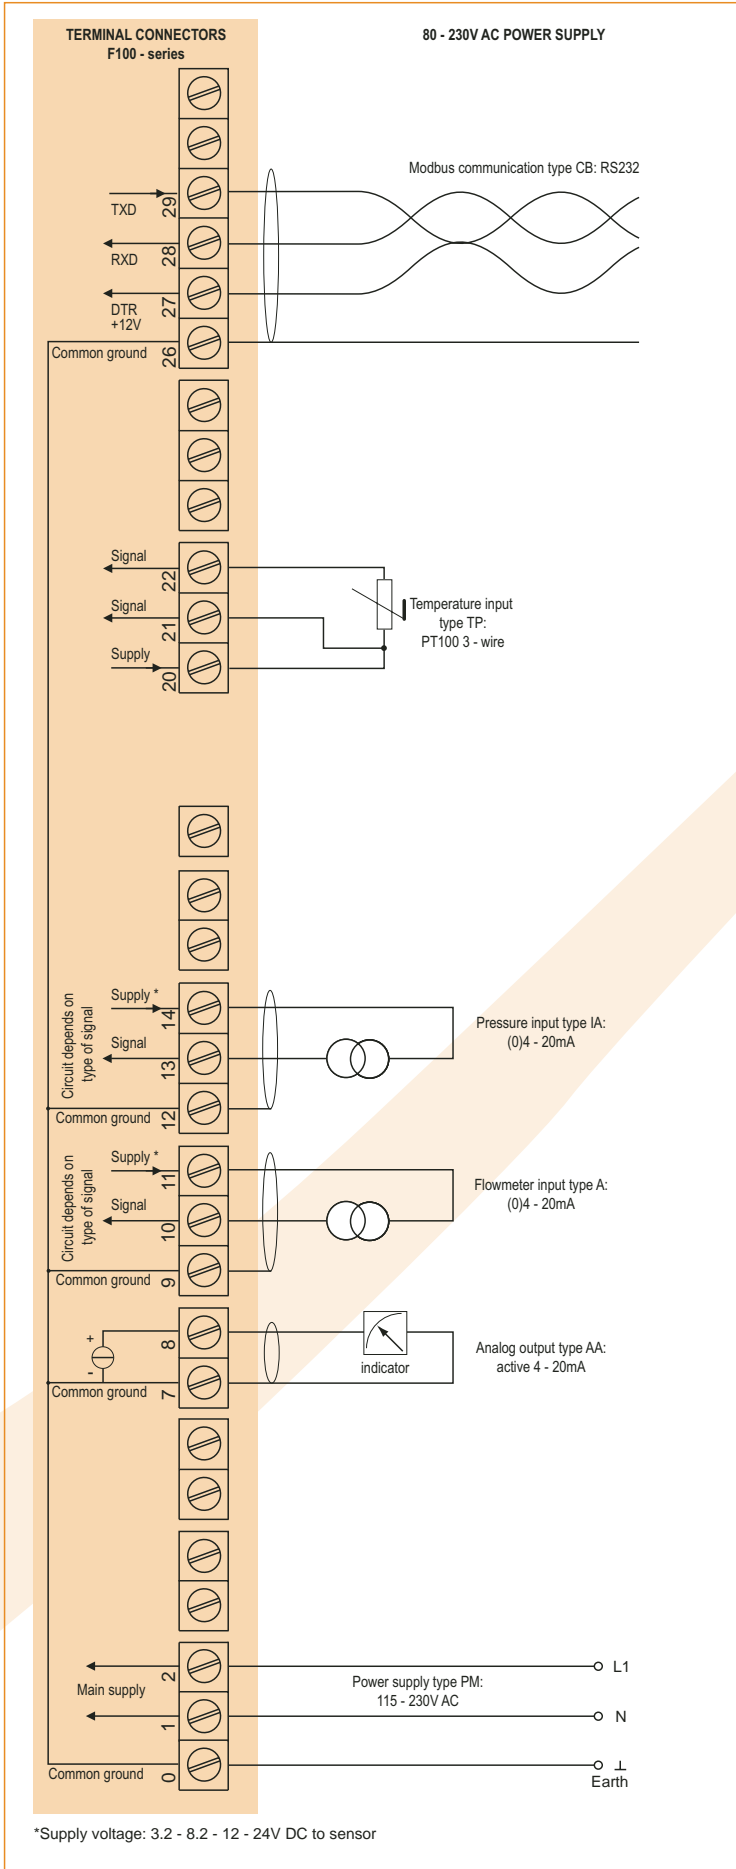 TERMINAL CONNECTORS
F100 - series
80 - 230V AC POWER SUPPLY
Modbus communication type CB: RS232
TXD
29
RXD
28
DTR
+12V
27
Common ground
26
Signal
22
Signal
21
Supply
20
Temperature input
type TP:
PT100 3 - wire
Circuit depends on
type of signal
Supply *
14
Signal
13
Common ground
12
Pressure input type IA:
(0)4 - 20mA
Circuit depends on
type of signal
Supply *
11
Signal
10
Common ground
9
Flowmeter input type A:
(0)4 - 20mA
+
-
8
Common ground
7
indicator
Analog output type AA:
active 4 - 20mA
2
Main supply
1
Power supply type PM:
115 - 230V AC
L1
N
Common ground
0
Earth
*Supply voltage: 3.2 - 8.2 - 12 - 24V DC to sensor